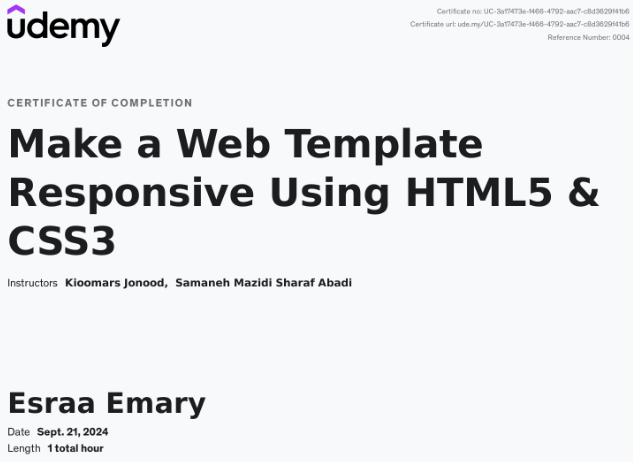 udemy
Certificate no: UC-3a17473e-f466-4792-aac7-c8d3629f41b6
Certificate url: ude.my/UC-3a17473e-f466-4792-aac7-c8d3629f41b6
Reference Number: 0004
CERTIFICATE OF COMPLETION
Make a Web Template
Responsive Using HTML5 &
CSS3
Instructors Kioomars Jonood, Samaneh Mazidi Sharaf Abadi
Esraa Emary
Date Sept. 21, 2024
Length 1 total hour